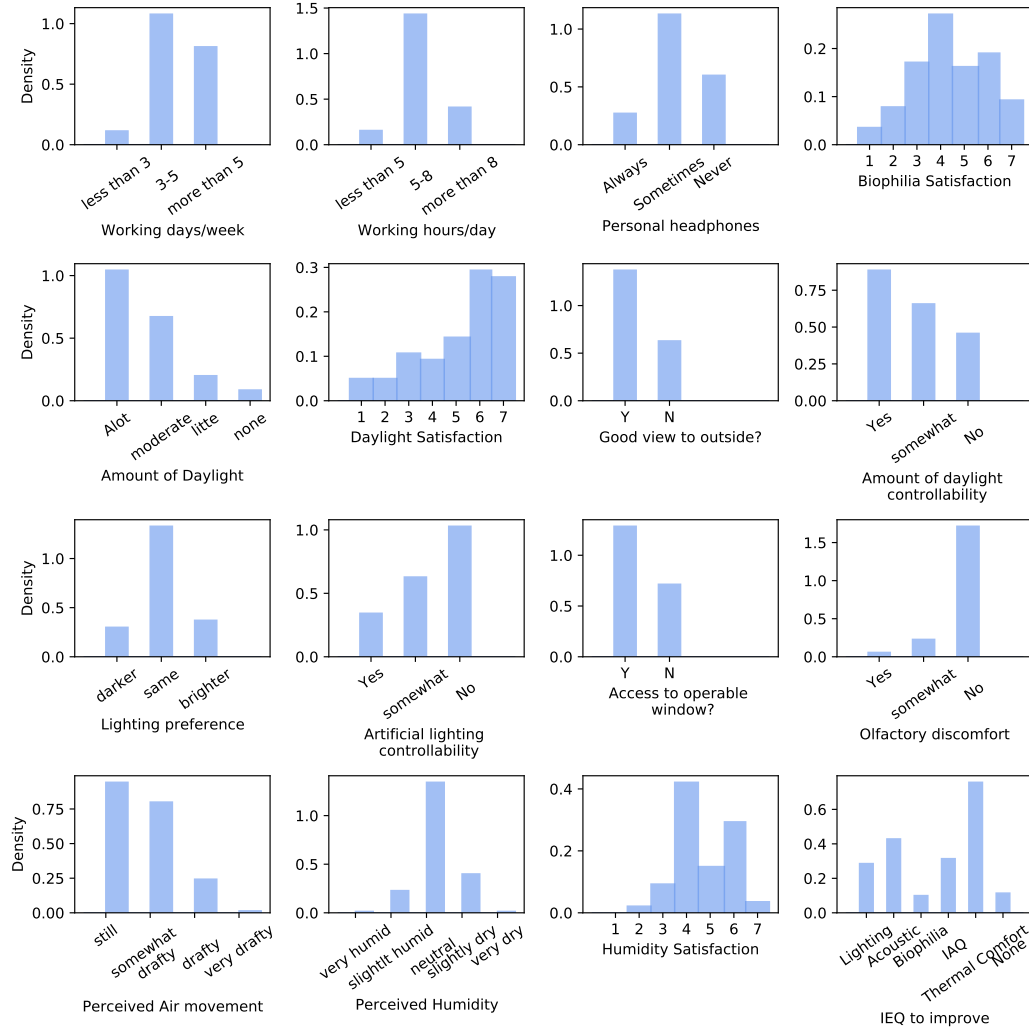 Density
1.0
0.5
0.0
less than 3
3-5
more than 5
Working days/week
1.5
1.0
0.5
0.0
less than 5
5-8
more than 8
Working hours/day
1.0
0.5
0.0
Always
Sometimes
Never
Personal headphones
0.2
0.1
0.0
1 2 3 4 5 6 7
Biophilia Satisfaction
Density
1.0
0.5
0.0
Alot
moderate
litte
none
Amount of Daylight
0.3
0.2
0.1
0.0
1 2 3 4 5 6 7
Daylight Satisfaction
1.0
0.5
0.0
Y N
Good view to outside?
0.75
0.50
0.25
0.00
Yes
somewhat
No
Amount of daylight
controllability
Density
1.0
0.5
0.0
darker
same
brighter
Lighting preference
1.0
0.5
0.0
Yes
somewhat
No
Artificial lighting
controllability
1.0
0.5
0.0
Y N
Access to operable
window?
1.5
1.0
0.5
0.0
Yes
somewhat
No
Olfactory discomfort
Density
0.75
0.50
0.25
0.00
still
somewhat
drafty
drafty
very drafty
Perceived Air movement
1.0
0.5
0.0
very humid
slightlt humid
neutral
slightly dry
very dry
Perceived Humidity
0.4
0.2
0.0
1 2 3 4 5 6 7
Humidity Satisfaction
0.6
0.4
0.2
0.0
Lighting
Acoustic
Biophilia
IAQ
Thermal Comfort
None
IEQ to improve